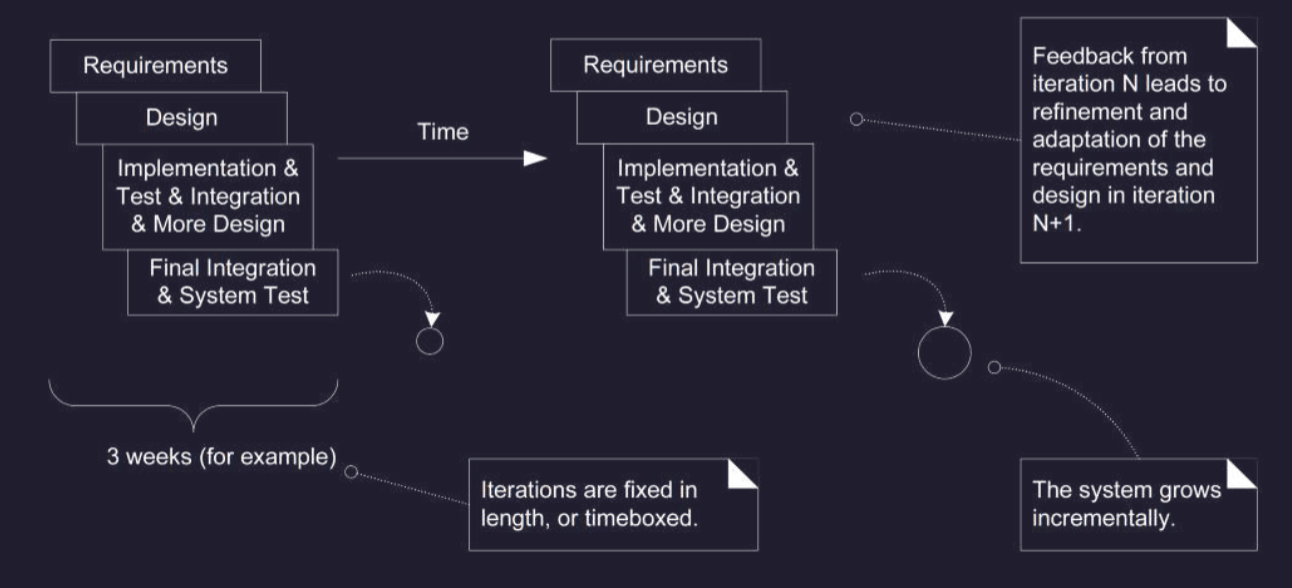 Requirements
Design
Implementation &
Test & Integration
& More Design
Final Integration
& System Test
Time
Requirements
Design
Implementation &
Test & Integration
& More Design
Final Integration
& System Test
Feedback from
iteration N leads to
refinement and
adaptation of the
requirements and
design in iteration
N+1.
3 weeks (for example)
Iterations are fixed in
length, or timeboxed.
The system grows
incrementally.